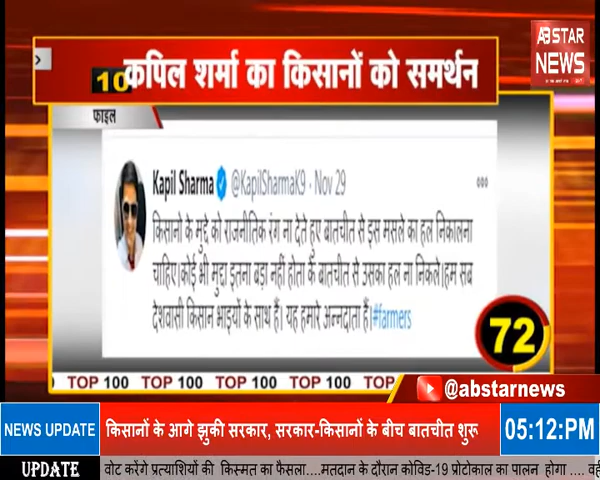 कपिल शर्मा का किसानों को समर्थन
10
AB STAR
NEWS
फाइल
Kapil Sharma @KapilSharmaK9 · Nov 29
किसानो के मुद्दे को राजनीतिक रंग ना देते हुए बातचीत से इस मसले का हल निकालना
चाहिए।कोई भी मुद्दा इतना बड़ा नहीं होता के बातचीत से उसका हल ना निकले।हम सब
देशवासी किसान भाइयों के साथ हैं। यह हमारे अन्नदाता हैं।#farmers
72
TOP 100 TOP 100 TOP 100 TOP 100 TOP
@abstarnews
NEWS UPDATE
किसानों के आगे झुकी सरकार, सरकार-किसानों के बीच बातचीत शुरू
05:12:PM
UPDATE
वोट करेंगे प्रत्याशियों की किस्मत का फैसला....मतदान के दौरान कोविड-19 प्रोटोकाल का पालन होगा ....